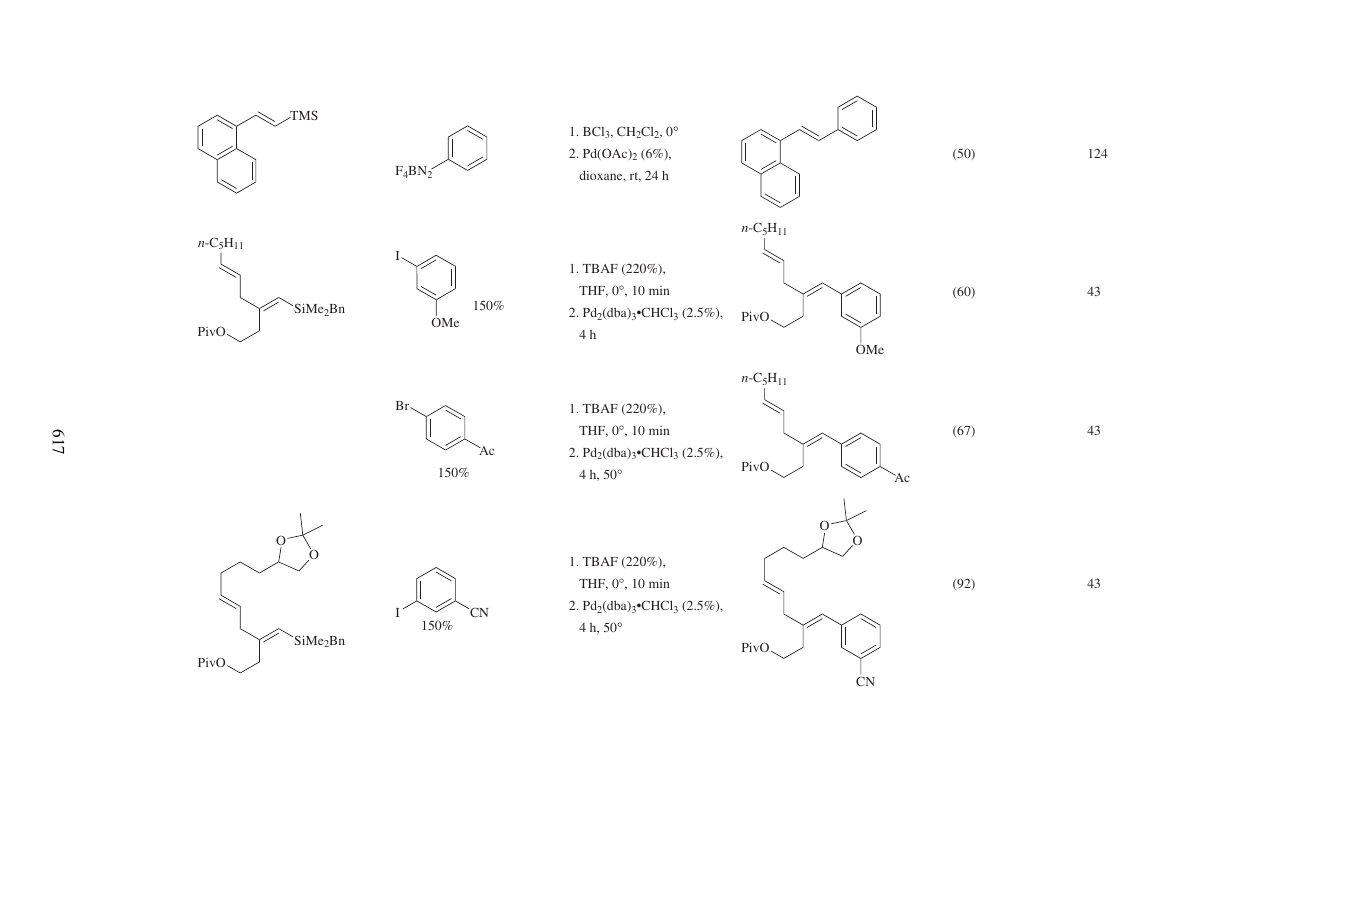 TMS
F₄BN₂
1. BCl₃, CH₂Cl₂, 0°
2. Pd(OAc)₂ (6%),
dioxane, rt, 24 h
(50)
124
n-C₅H₁₁
SiMe₂Bn
PivO
I
OMe
150%
1. TBAF (220%),
THF, 0°, 10 min
2. Pd₂(dba)₃•CHCl₃ (2.5%),
4 h
n-C₅H₁₁
PivO
OMe
(60)
43
Br
Ac
150%
1. TBAF (220%),
THF, 0°, 10 min
2. Pd₂(dba)₃•CHCl₃ (2.5%),
4 h, 50°
n-C₅H₁₁
PivO
Ac
(67)
43
617
O
O
SiMe₂Bn
PivO
I
CN
150%
1. TBAF (220%),
THF, 0°, 10 min
2. Pd₂(dba)₃•CHCl₃ (2.5%),
4 h, 50°
O
O
PivO
CN
(92)
43